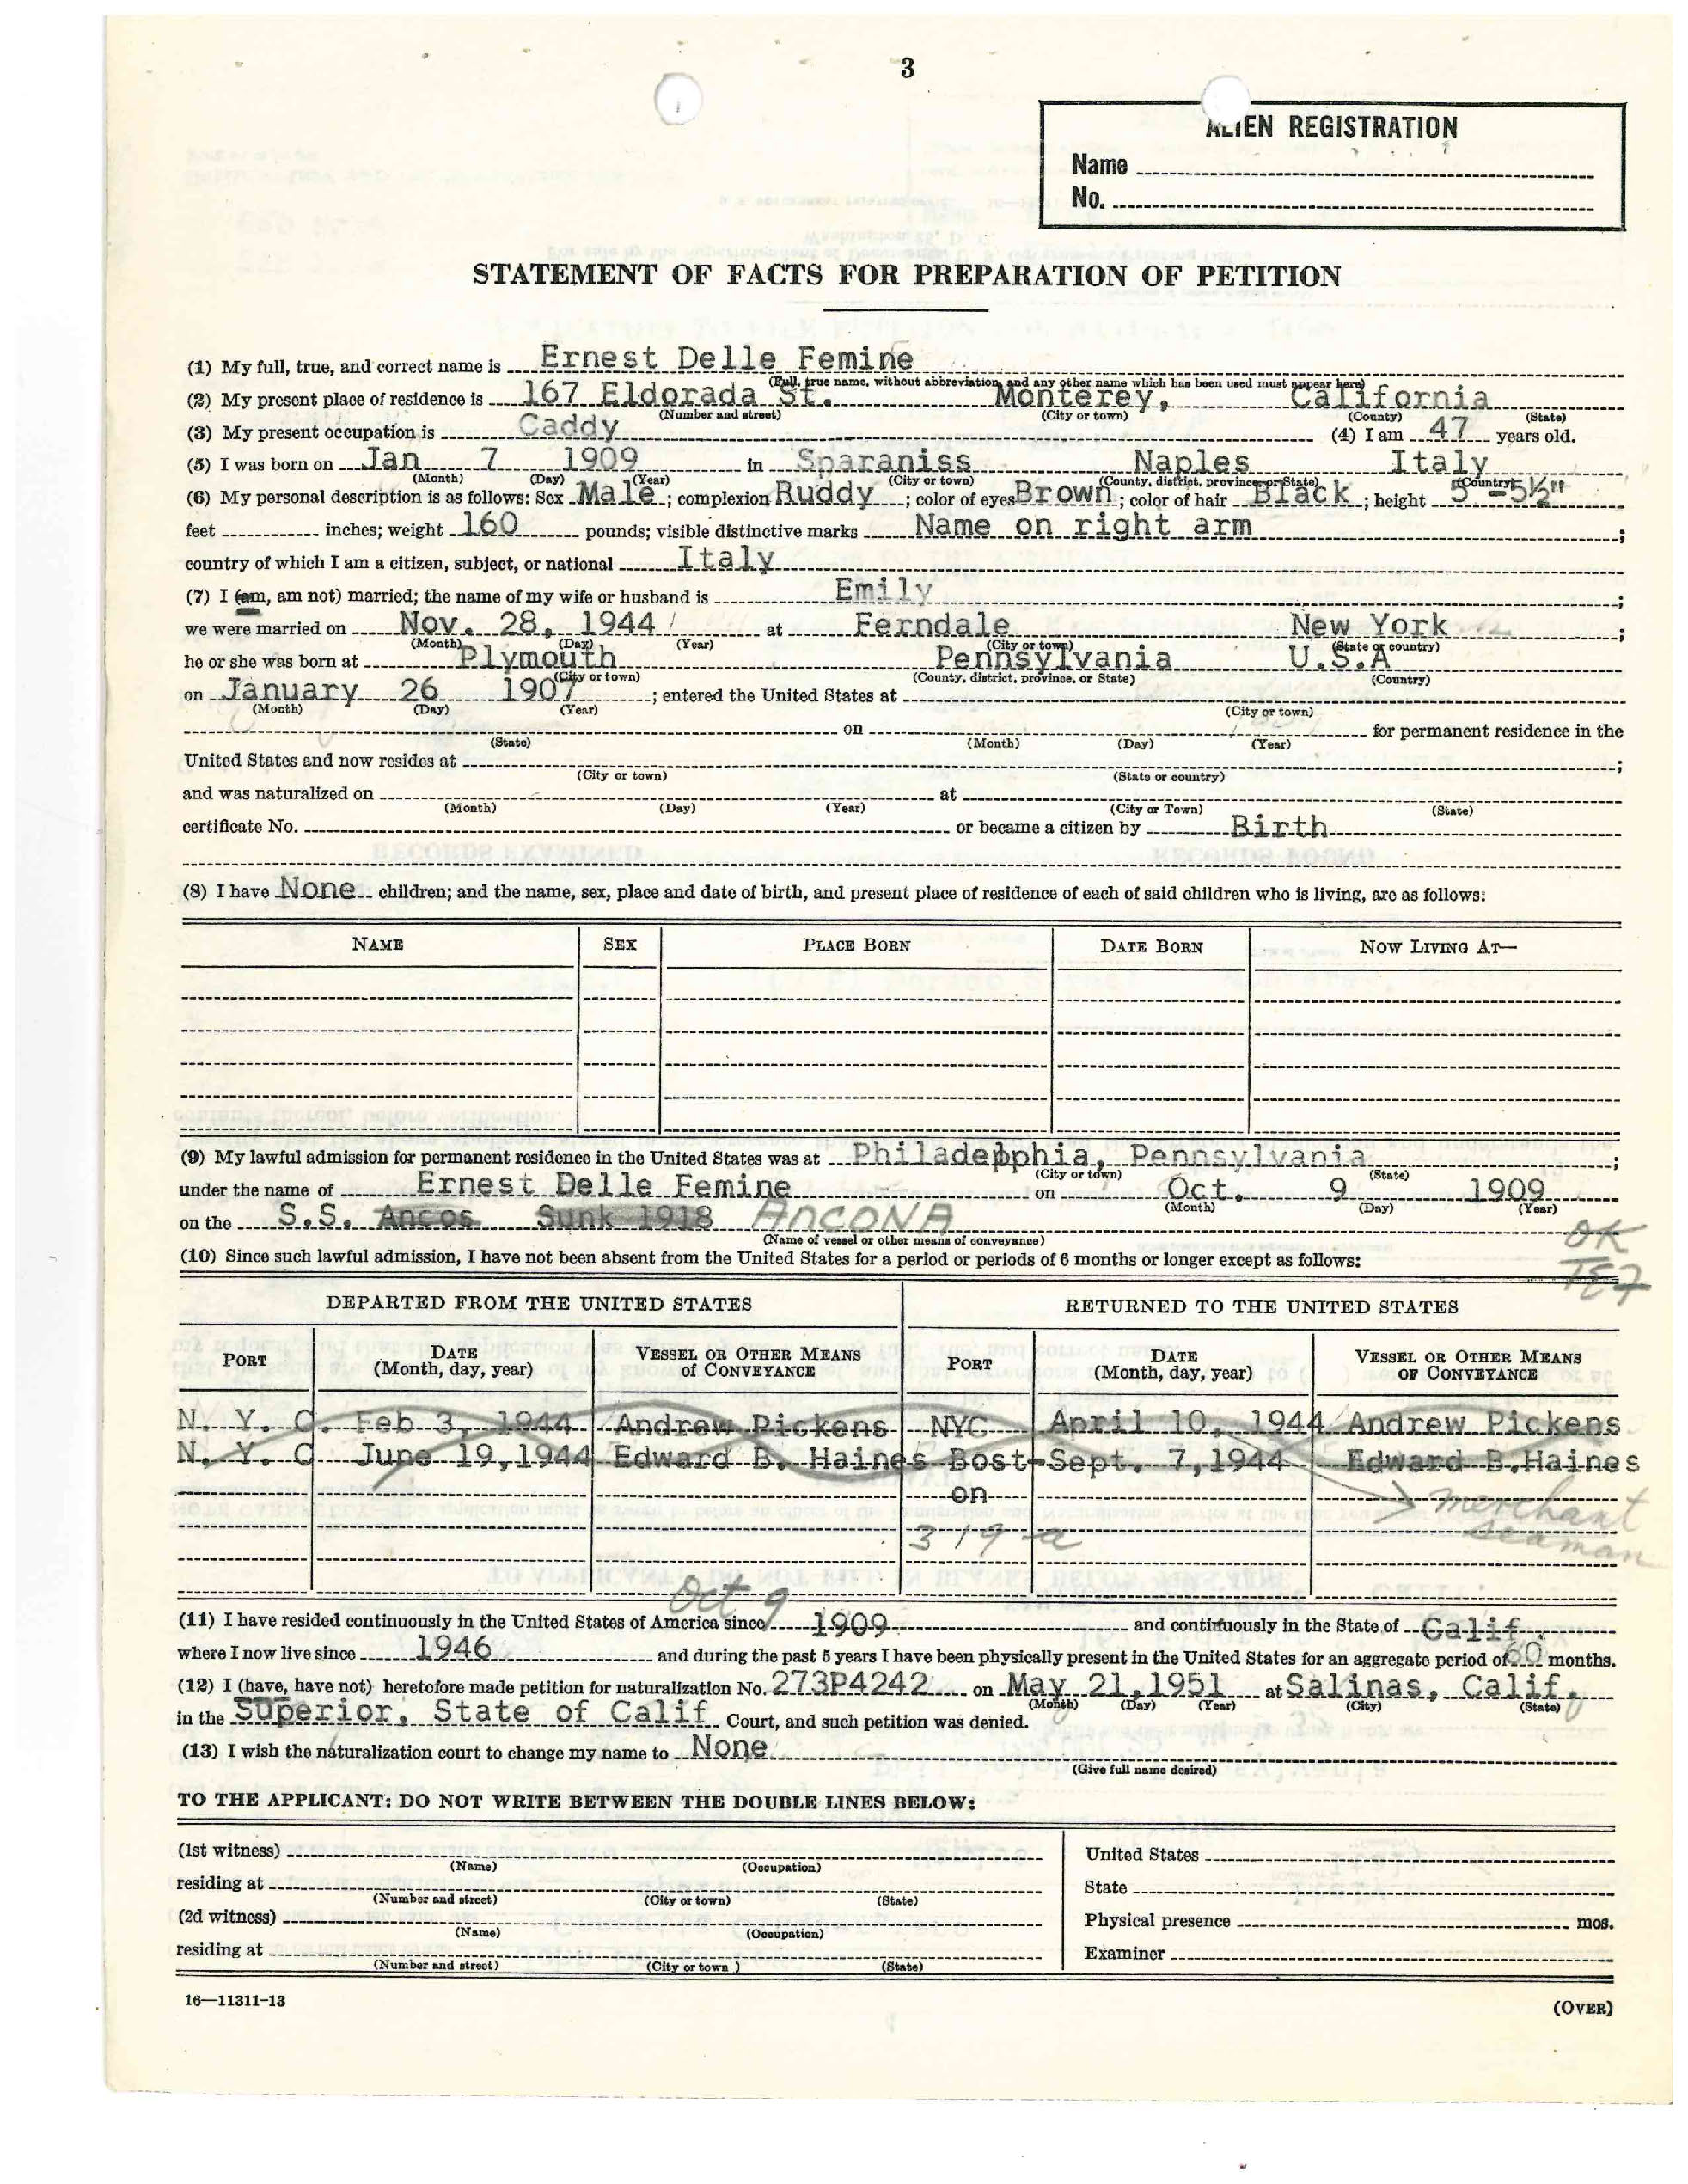 3
ALIEN REGISTRATION
Name
No.
STATEMENT OF FACTS FOR PREPARATION OF PETITION
(1) My full, true, and correct name is Ernest Delle Femine
(Full, true name, without abbreviation, and any other name which has been used must appear here)
(2) My present place of residence is 167 Eldorada St. Monterey, California
(Number and street) (City or town) (County) (State)
(3) My present occupation is Caddy (4) I am 47 years old.
(5) I was born on Jan 7 1909 in Sparaniss Naples Italy
(Month) (Day) (Year) (City or town) (County, district, province or State) (Country)
(6) My personal description is as follows: Sex Male; complexion Ruddy; color of eyes Brown; color of hair Black; height 5 -5½"
feet inches; weight 160 pounds; visible distinctive marks Name on right arm;
country of which I am a citizen, subject, or national Italy
(7) I (am, am not) married; the name of my wife or husband is Emily;
we were married on Nov. 28, 1944 at Ferndale New York;
(Month) (Day) (Year) (City or town) (State or country)
he or she was born at Plymouth Pennsylvania U.S.A
(City or town) (County, district, province, or State) (Country)
on January 26 1907; entered the United States at
(Month) (Day) (Year) (City or town)
on for permanent residence in the
(State) (Month) (Day) (Year)
United States and now resides at;
(City or town) (State or country)
and was naturalized on at
(Month) (Day) (Year) (City or Town) (State)
certificate No. or became a citizen by Birth
(8) I have None children; and the name, sex, place and date of birth, and present place of residence of each of said children who is living, are as follows:
NAME SEX PLACE BORN DATE BORN NOW LIVING AT—
(9) My lawful admission for permanent residence in the United States was at Philadepphia, Pennsylvania;
(City or town) (State)
under the name of Ernest Delle Femine on Oct. 9 1909
(Month) (Day) (Year)
on the S.S. Ancos Sunk 1918 ANCONA
(Name of vessel or other means of conveyance)
OK
(10) Since such lawful admission, I have not been absent from the United States for a period or periods of 6 months or longer except as follows:
DEPARTED FROM THE UNITED STATES RETURNED TO THE UNITED STATES
PORT DATE (Month, day, year) VESSEL OR OTHER MEANS of CONVEYANCE PORT DATE (Month, day, year) VESSEL OR OTHER MEANS OF CONVEYANCE
N. Y. C. Feb 3, 1944 Andrew Pickens NYC April 10, 1944 Andrew Pickens
N. Y. C June 19,1944 Edward B. Haines Bost- Sept. 7,1944 Edward B.Haines
on merchant
319-a seaman
Oct 9
(11) I have resided continuously in the United States of America since 1909 and continuously in the State of Calif.
where I now live since 1946 and during the past 5 years I have been physically present in the United States for an aggregate period of 60 months.
(12) I (have, have not) heretofore made petition for naturalization No. 273P4242 on May 21,1951 at Salinas, Calif.
(Month) (Day) (Year) (City) (State)
in the Superior, State of Calif Court, and such petition was denied.
(13) I wish the naturalization court to change my name to None
(Give full name desired)
TO THE APPLICANT: DO NOT WRITE BETWEEN THE DOUBLE LINES BELOW:
(1st witness) United States
(Name) (Occupation)
residing at State
(Number and street) (City or town) (State)
(2d witness) Physical presence mos.
(Name) (Occupation)
residing at Examiner
(Number and street) (City or town) (State)
16—11311-13
(OVER)